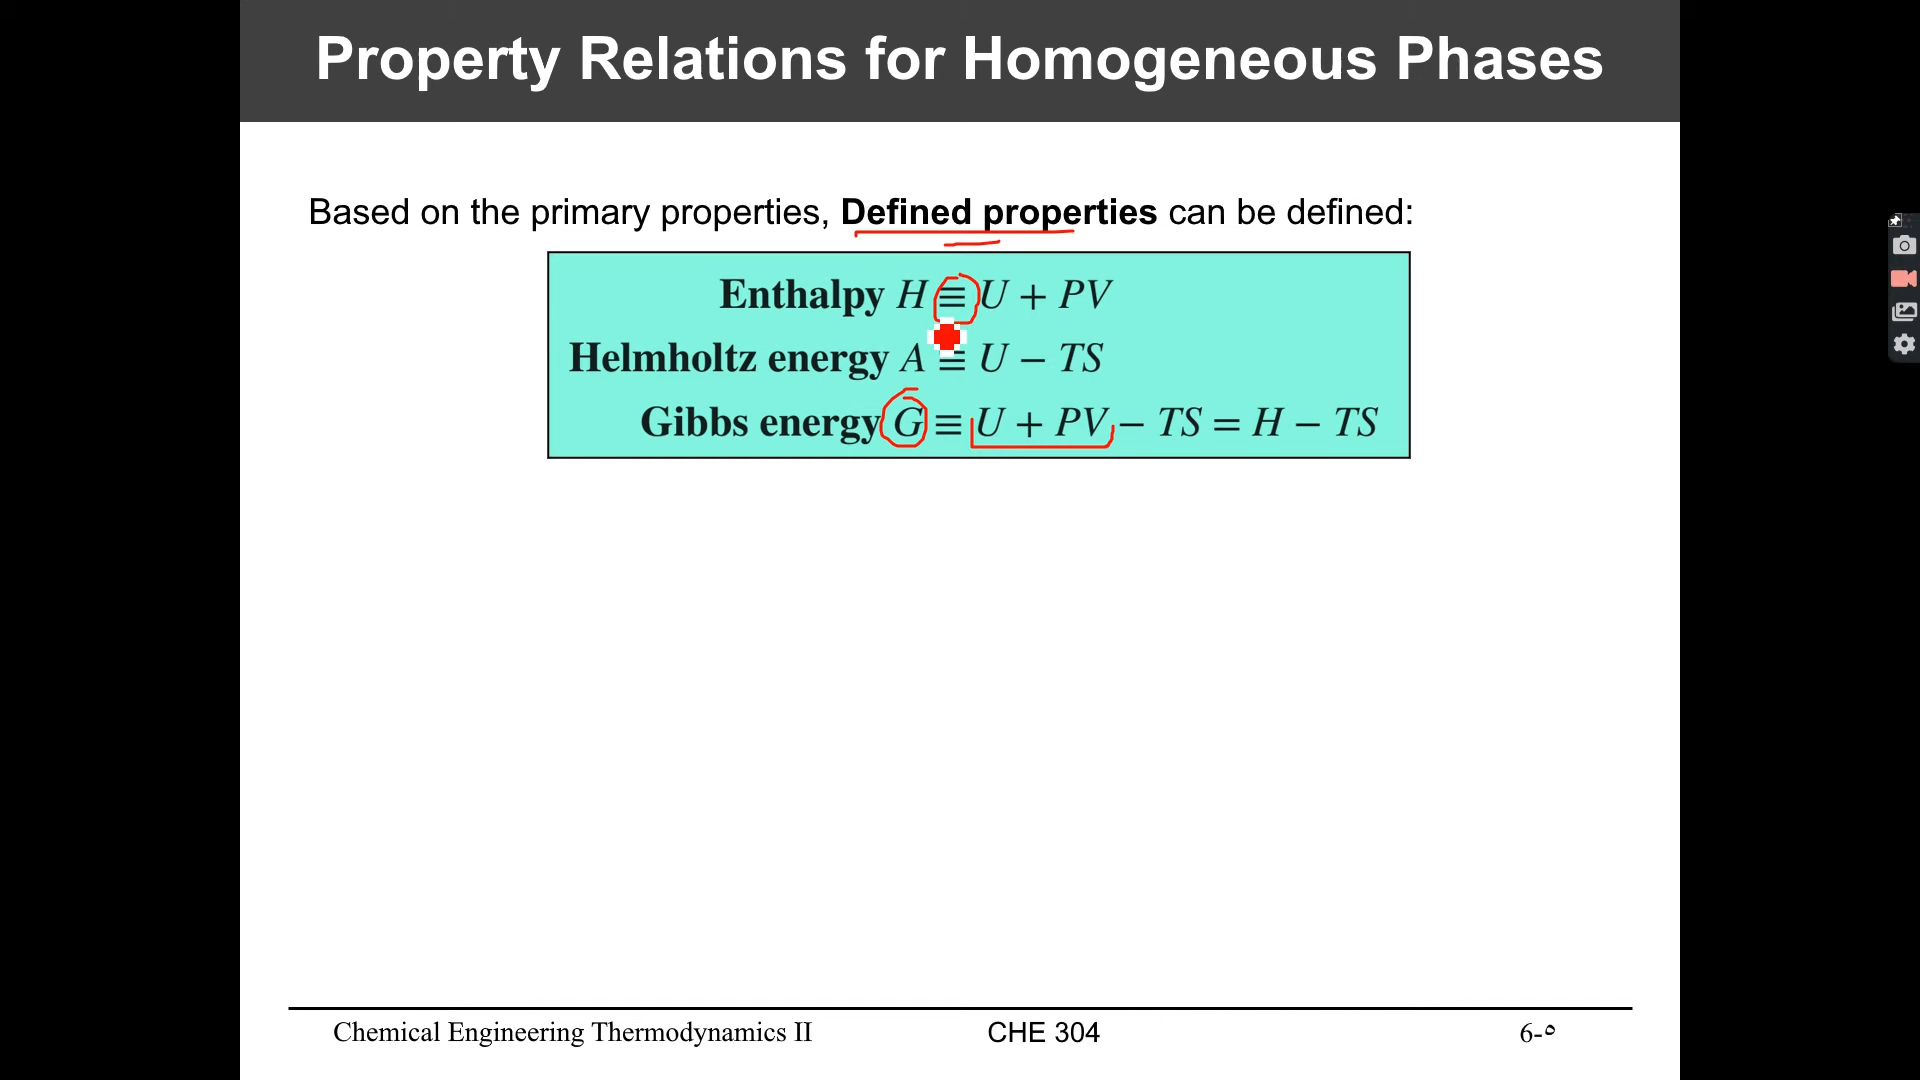 Property Relations for Homogeneous Phases
Based on the primary properties, Defined properties can be defined:
Enthalpy H ≡ U + PV
Helmholtz energy A ≡ U − TS
Gibbs energy G ≡ U + PV − TS = H − TS
Chemical Engineering Thermodynamics II CHE 304 6-٥